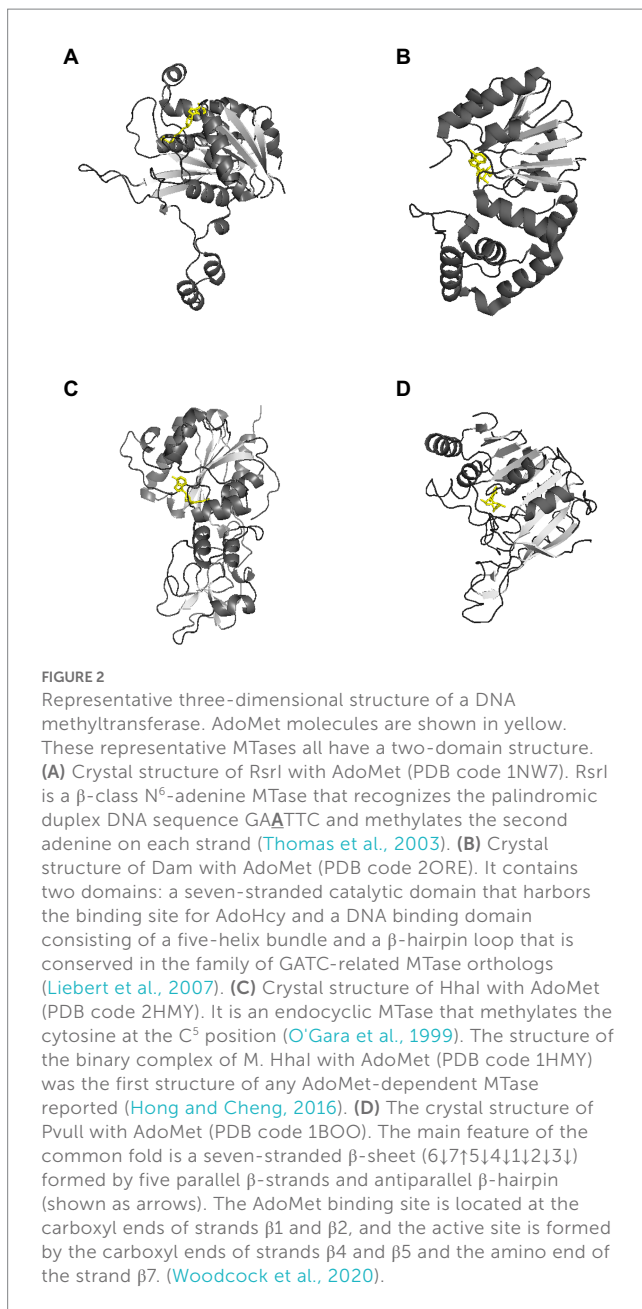 A
B
C
D
FIGURE 2
Representative three-dimensional structure of a DNA
methyltransferase. AdoMet molecules are shown in yellow.
These representative MTases all have a two-domain structure.
(A) Crystal structure of RsrI with AdoMet (PDB code 1NW7). RsrI
is a β-class N⁶-adenine MTase that recognizes the palindromic
duplex DNA sequence GAATTC and methylates the second
adenine on each strand (Thomas et al., 2003). (B) Crystal
structure of Dam with AdoMet (PDB code 2ORE). It contains
two domains: a seven-stranded catalytic domain that harbors
the binding site for AdoHcy and a DNA binding domain
consisting of a five-helix bundle and a β-hairpin loop that is
conserved in the family of GATC-related MTase orthologs
(Liebert et al., 2007). (C) Crystal structure of HhaI with AdoMet
(PDB code 2HMY). It is an endocyclic MTase that methylates the
cytosine at the C⁵ position (O'Gara et al., 1999). The structure of
the binary complex of M. HhaI with AdoMet (PDB code 1HMY)
was the first structure of any AdoMet-dependent MTase
reported (Hong and Cheng, 2016). (D) The crystal structure of
PvuII with AdoMet (PDB code 1BOO). The main feature of the
common fold is a seven-stranded β-sheet (6↓7↑5↓4↓1↓2↓3↓)
formed by five parallel β-strands and antiparallel β-hairpin
(shown as arrows). The AdoMet binding site is located at the
carboxyl ends of strands β1 and β2, and the active site is formed
by the carboxyl ends of strands β4 and β5 and the amino end of
the strand β7. (Woodcock et al., 2020).